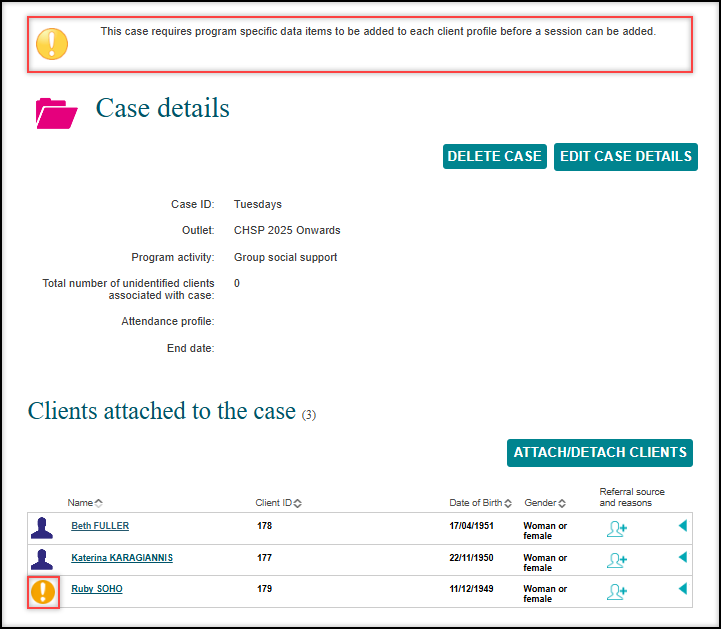 This case requires program specific data items to be added to each client profile before a session can be added.
Case details
DELETE CASE EDIT CASE DETAILS
Case ID: Tuesdays
Outlet: CHSP 2025 Onwards
Program activity: Group social support
Total number of unidentified clients 0
associated with case:
Attendance profile:
End date:
Clients attached to the case (3)
ATTACH/DETACH CLIENTS
Name Client ID Date of Birth Gender Referral source
and reasons
Beth FULLER 178 17/04/1951 Woman or
female
Katerina KARAGIANNIS 177 22/11/1950 Woman or
female
Ruby SOHO 179 11/12/1949 Woman or
female